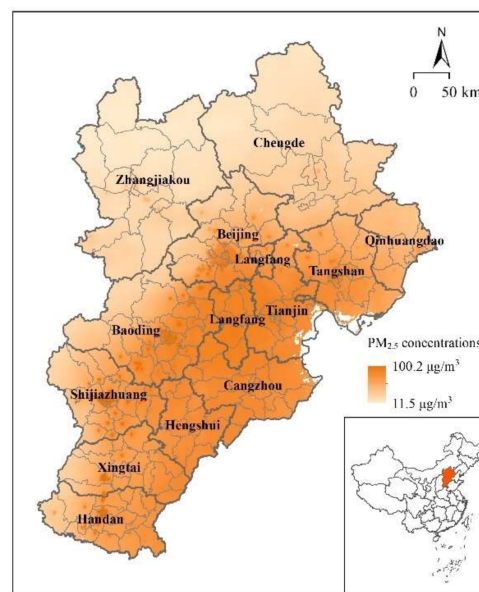 N
0 50 km
Chengde
Zhangjiakou
Beijing
Qinhuangdao
Langfang
Tangshan
Langfang
Tianjin
Baoding
PM2.5 concentrations
100.2 μg/m³
Cangzhou
11.5 μg/m³
Shijiazhuang
Hengshui
Xingtai
Handan